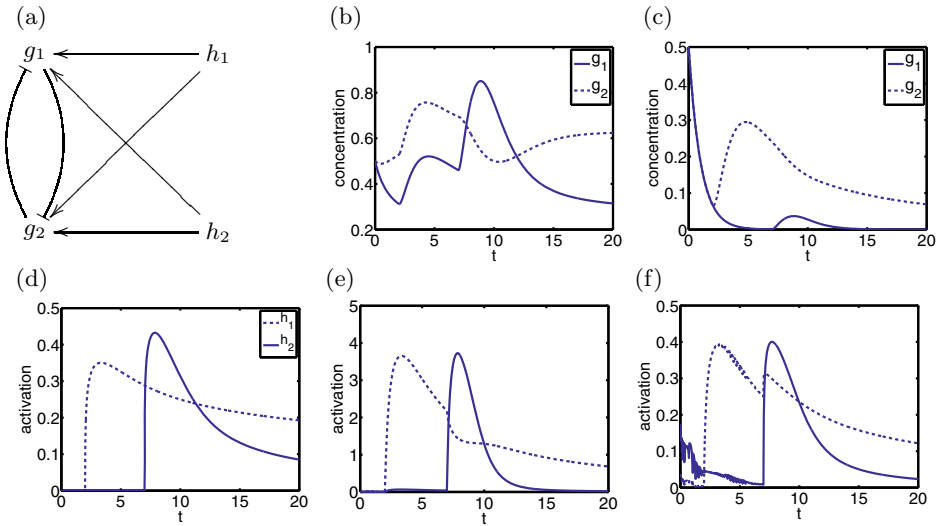 (a)
g₁
h₁
g₂
h₂
(b)
1
0.8
0.6
0.4
0.2
concentration
0 5 10 15 20
t
g₁
g₂
(c)
0.5
0.4
0.3
0.2
0.1
0
concentration
0 5 10 15 20
t
g₁
g₂
(d)
0.5
0.4
0.3
0.2
0.1
0
activation
0 5 10 15 20
t
h₁
h₂
(e)
5
4
3
2
1
0
activation
0 5 10 15 20
t
(f)
0.5
0.4
0.3
0.2
0.1
0
activation
0 5 10 15 20
t